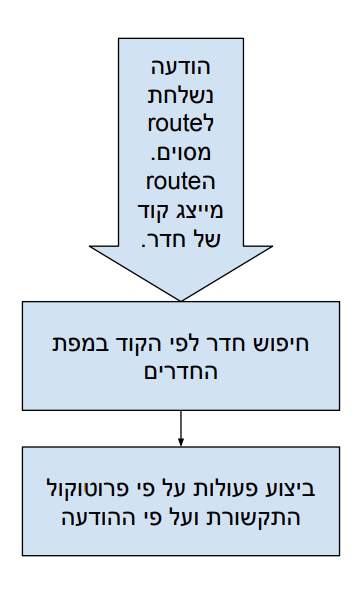 הודעה
נשלחת
לroute
מסוים.
הroute
מייצג קוד
של חדר.
חיפוש חדר לפי הקוד במפת
החדרים
ביצוע פעולות על פי פרוטוקול
התקשורת ועל פי ההודעה